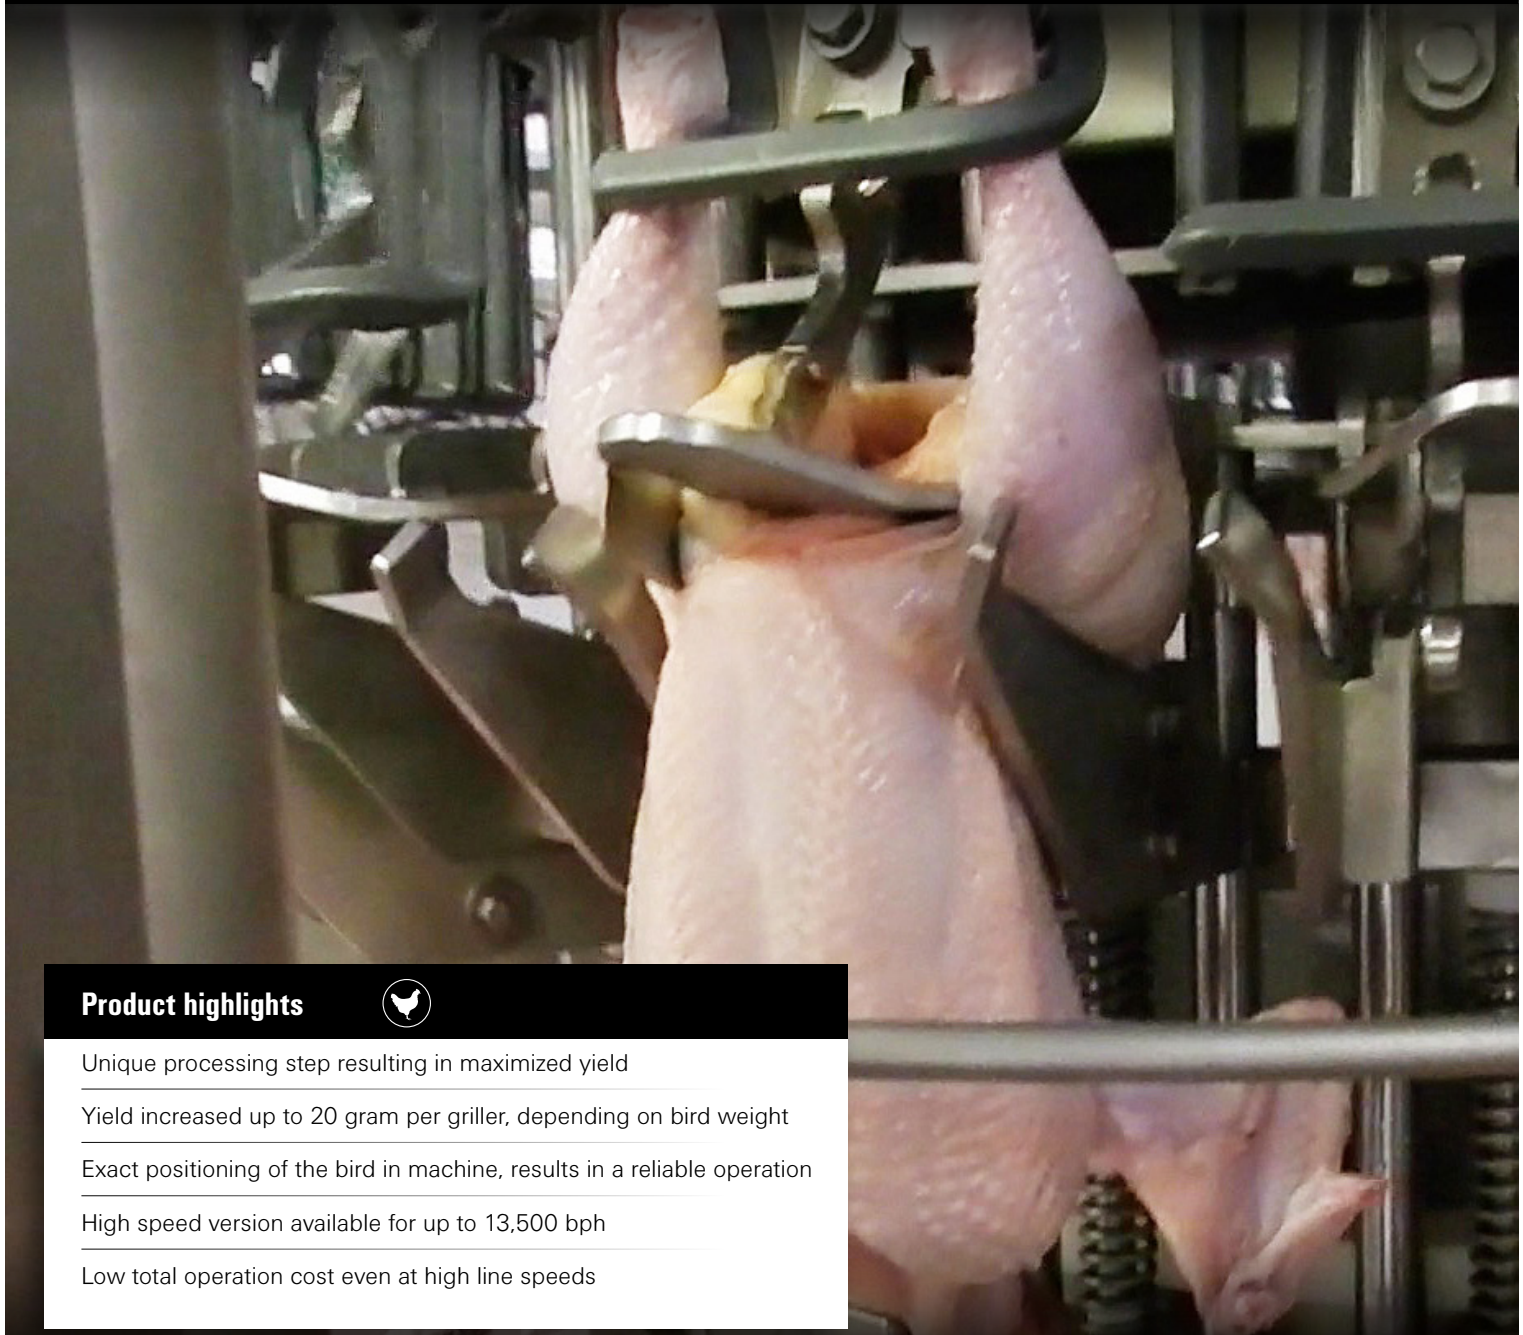 Product highlights
Unique processing step resulting in maximized yield
Yield increased up to 20 gram per griller, depending on bird weight
Exact positioning of the bird in machine, results in a reliable operation
High speed version available for up to 13,500 bph
Low total operation cost even at high line speeds